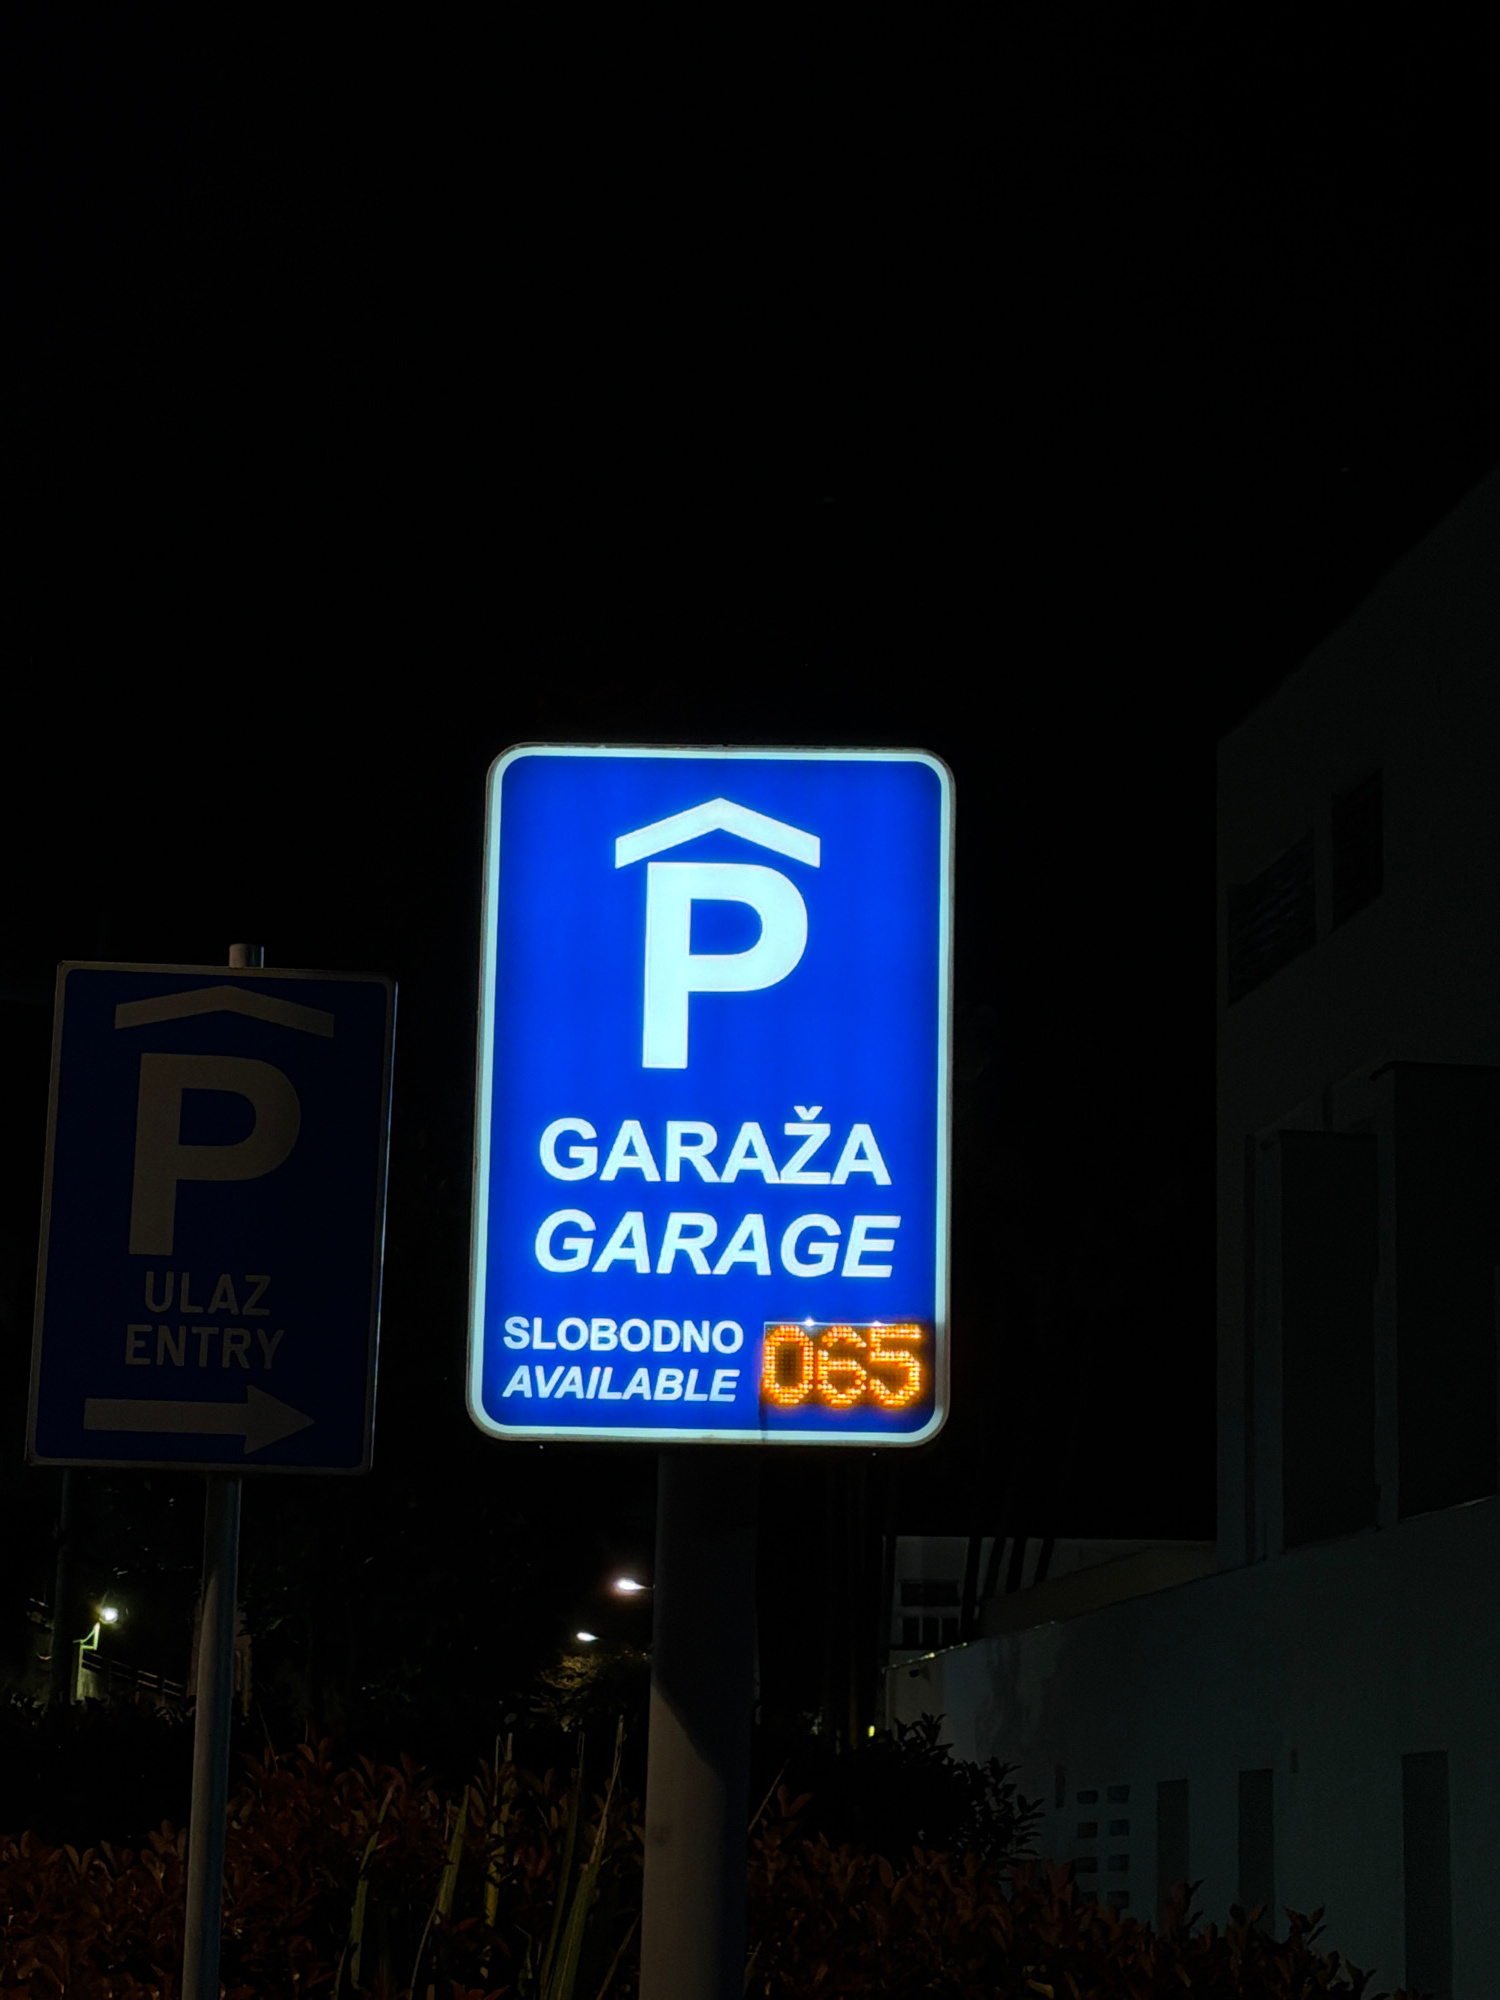 P
GARAŽA
GARAGE
SLOBODNO 065
AVAILABLE
P
ULAZ
ENTRY